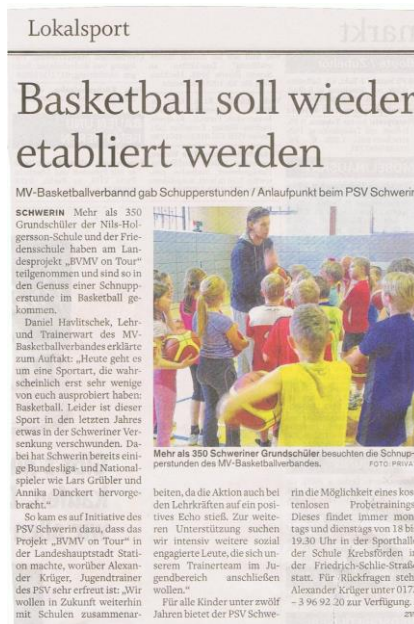 Lokalsport
Basketball soll wieder
etabliert werden
MV-Basketballverbannd gab Schupperstunden / Anlaufpunkt beim PSV Schwerin
SCHWERIN Mehr als 350
Grundschüler der Nils-Hol-
gersson-Schule und der Frie-
densschule haben am Lan-
desprojekt „BVMV on Tour“
teilgenommen und sind so in
den Genuss einer Schnupp-
erstunde im Basketball ge-
kommen.
Daniel Havlitschek, Lehr-
und Trainerwart des MV-
Basketballverbandes erklärte
zum Auftakt: „Heute geht es
um eine Sportart, die wahr-
scheinlich erst sehr wenige
von euch ausprobiert haben:
Basketball. Leider ist dieser
Sport in den letzten Jahren
etwas in der Schweriner Ver-
senkung verschwunden. Da-
bei hat Schwerin bereits eini-
ge Bundesliga- und National-
spieler wie Lars Grübler und
Annika Danckert hervorge-
bracht.“
So kam es auf Initiative des
PSV Schwerin dazu, dass das
Projekt „BVMV on Tour“ in
der Landeshauptstadt Stati-
on machte, worüber Alexan-
der Krüger, Jugendtrainer
des PSV sehr erfreut ist: „Wir
wollen in Zukunft weiterhin
mit Schulen zusammenar-
Mehr als 350 Schweriner Grundschüler besuchten die Schnup-
perstunden des MV-Basketballverbandes.
FOTO: PRIVA
beiten, da die Aktion auch bei
den Lehrkräften auf ein posi-
tives Echo stieß. Zur weite-
ren Unterstützung suchen
wir intensiv weitere sozial
engagierte Leute, die sich un-
serem Trainerteam im Ju-
gendbereich anschließen
wollen.“
Für alle Kinder unter zwölf
Jahren bietet der PSV Schwe-
rin die Möglichkeit eines kos
tenlosen Probetrainings
Dieses findet immer mon
tags und dienstags von 18 bis
19.30 Uhr in der Sporthalle
der Schule Krebsförden in
der Friedrich-Schlie-Straße
statt. Für Rückfragen steht
Alexander Krüger unter 0173
– 3 96 92 20 zur Verfügung.